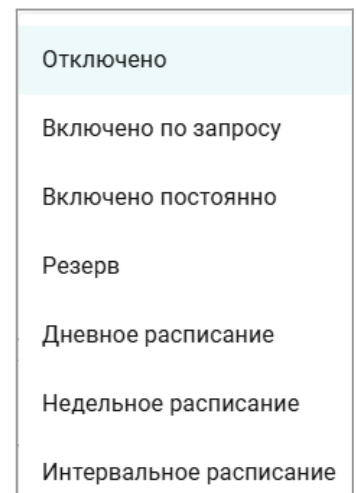 Отключено
Включено по запросу
Включено постоянно
Резерв
Дневное расписание
Недельное расписание
Интервальное расписание